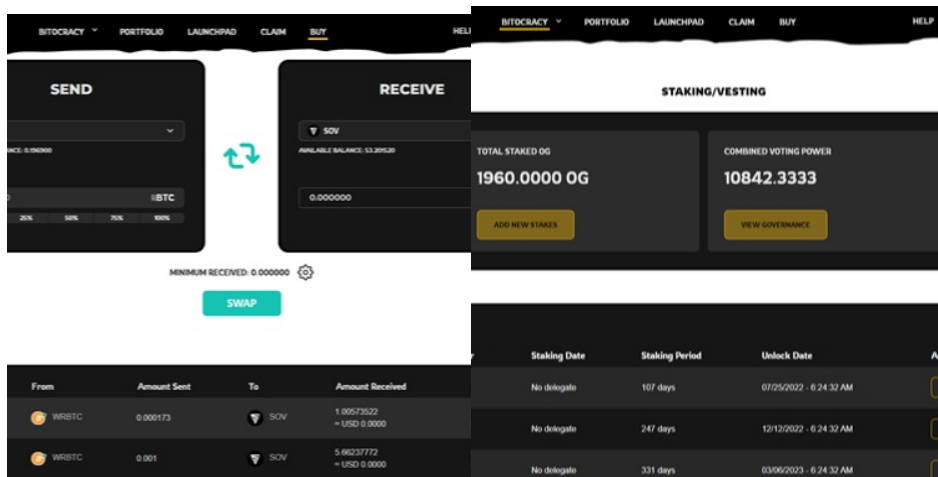 BITOCRACY PORTFOLIO LAUNCHPAD CLAIM BUY
SEND
RECEIVE
SOV
AVAILABLE BALANCE: 53.201520
0.000000
BTC
25% 50% 75% 100%
MINIMUM RECEIVED: 0.000000
SWAP
From Amount Sent To Amount Received
WRBTC 0.000173 SOV 1.00573522
≈ USD 0.0000
WRBTC 0.001 SOV 5.66237772
≈ USD 0.0000
BITOCRACY PORTFOLIO LAUNCHPAD CLAIM BUY HELP
STAKING/VESTING
TOTAL STAKED OG
1960.0000 OG
ADD NEW STAKES
COMBINED VOTING POWER
10842.3333
VIEW GOVERNANCE
Staking Date Staking Period Unlock Date
No delegate 107 days 07/25/2022 - 6:24:32 AM
No delegate 247 days 12/12/2022 - 6:24:32 AM
No delegate 331 days 03/06/2023 - 6:24:32 AM